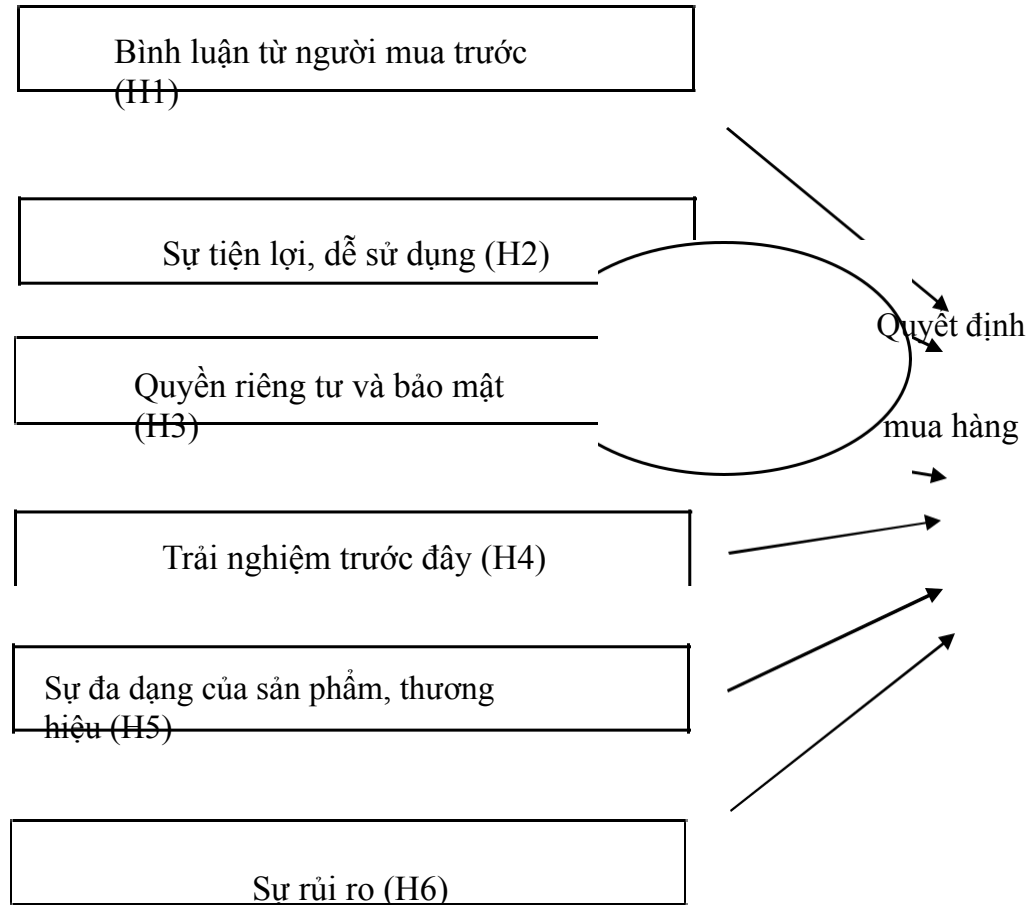 Bình luận từ người mua trước
(H1)
Sự tiện lợi, dễ sử dụng (H2)
Quyết định
Quyền riêng tư và bảo mật
(H3)
mua hàng
Trải nghiệm trước đây (H4)
Sự đa dạng của sản phẩm, thương
hiệu (H5)
Sự rủi ro (H6)